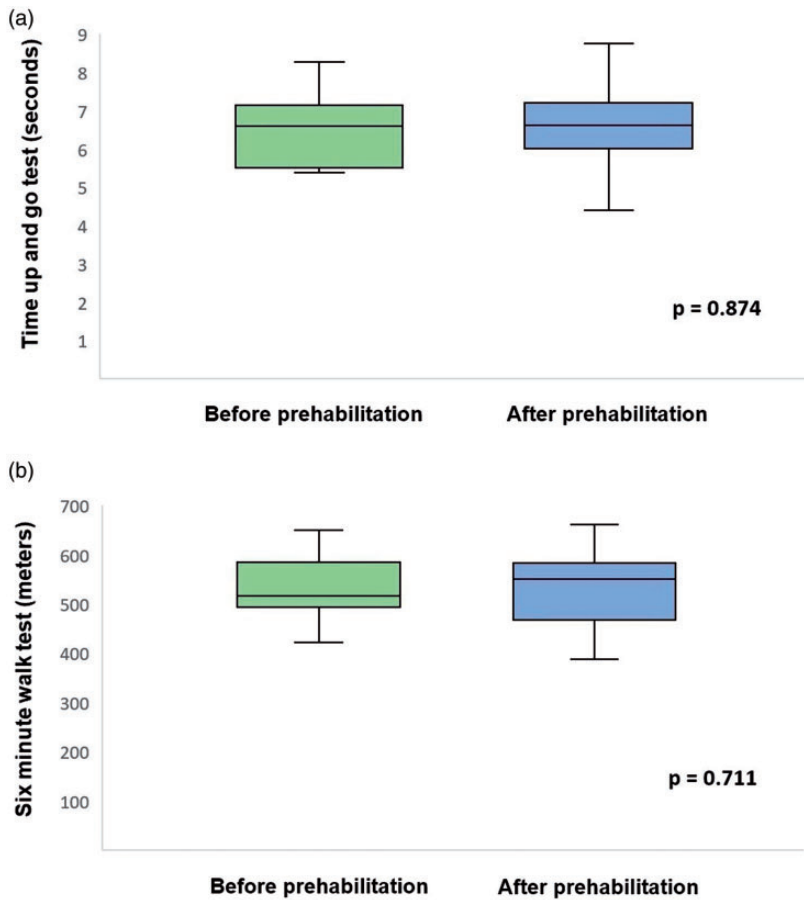 (a)
Time up and go test (seconds)
9
8
7
6
5
4
3
2
1
p = 0.874
Before prehabilitation
After prehabilitation
(b)
Six minute walk test (meters)
700
600
500
400
300
200
100
p = 0.711
Before prehabilitation
After prehabilitation